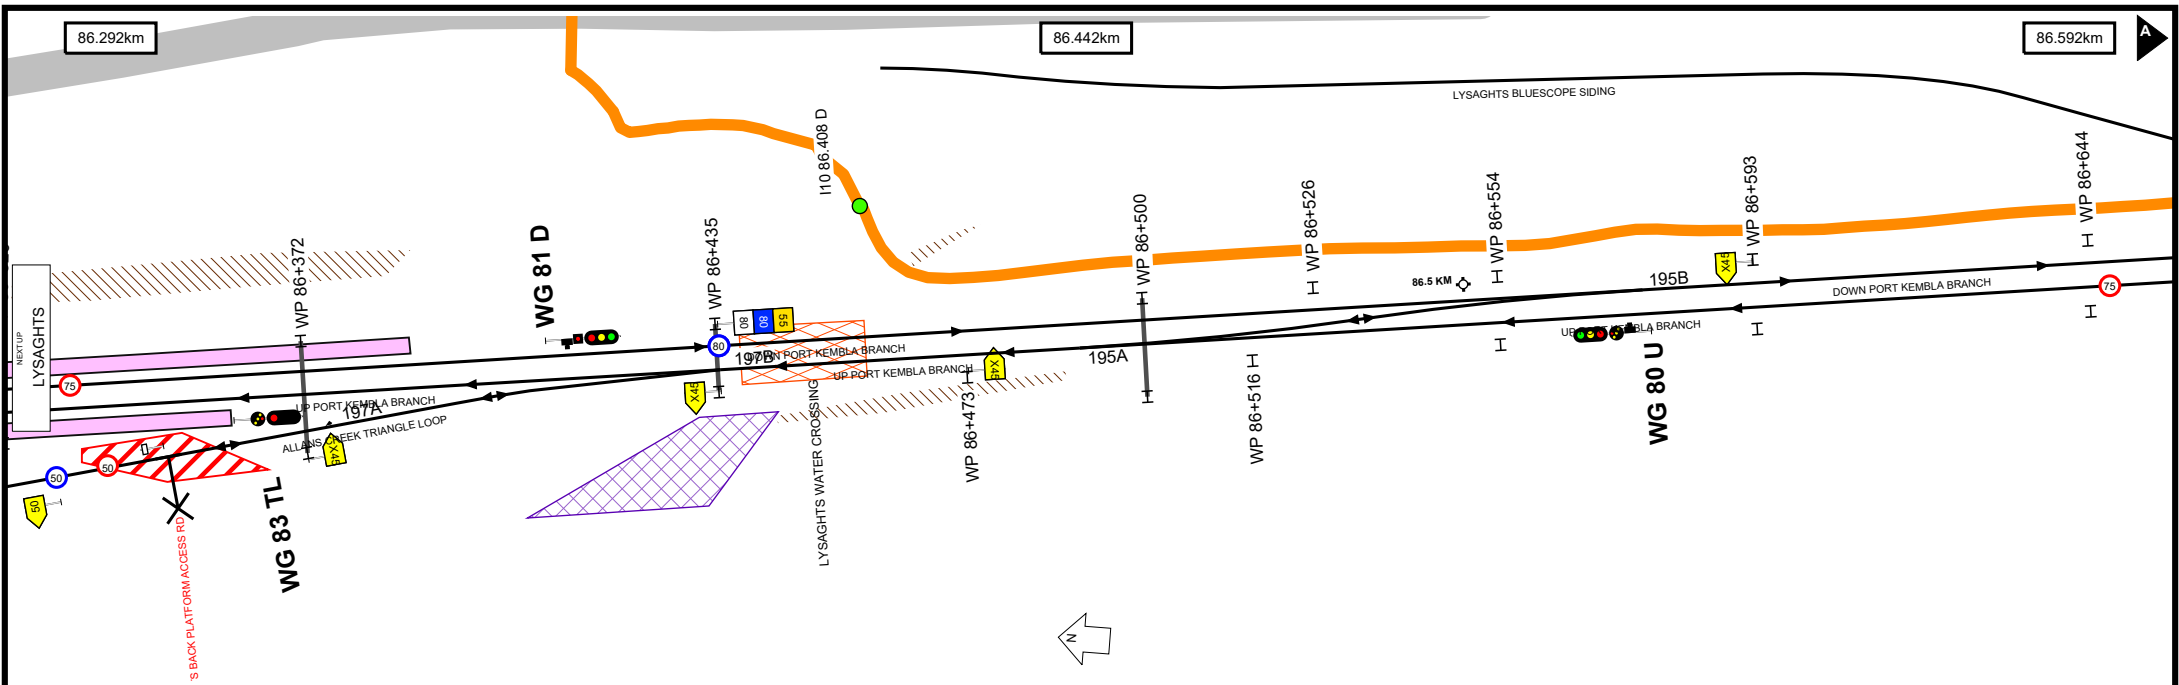 86.292km
86.442km
86.592km
A
LYSAGHTS BLUESCOPE SIDING
I10 86.408 D
WP 86+372
WG 81 D
WP 86+435
WP 86+500
WP 86+526
WP 86+554
WP 86+593
WP 86+644
NEXT UP
LYSAGHTS
80
80
55
86.5 KM
X45
195B
DOWN PORT KEMBLA BRANCH
75
80
197B
DOWN PORT KEMBLA BRANCH
UP PORT KEMBLA BRANCH
X45
195A
UP PORT KEMBLA BRANCH
WG 80 U
75
X45
UP PORT KEMBLA BRANCH
197A
ALLANS CREEK TRIANGLE LOOP
X45
50
50
50
WG 83 TL
LYSAGHTS WATER CROSSING
WP 86+473
WP 86+516
'S BACK PLATFORM ACCESS RD
N